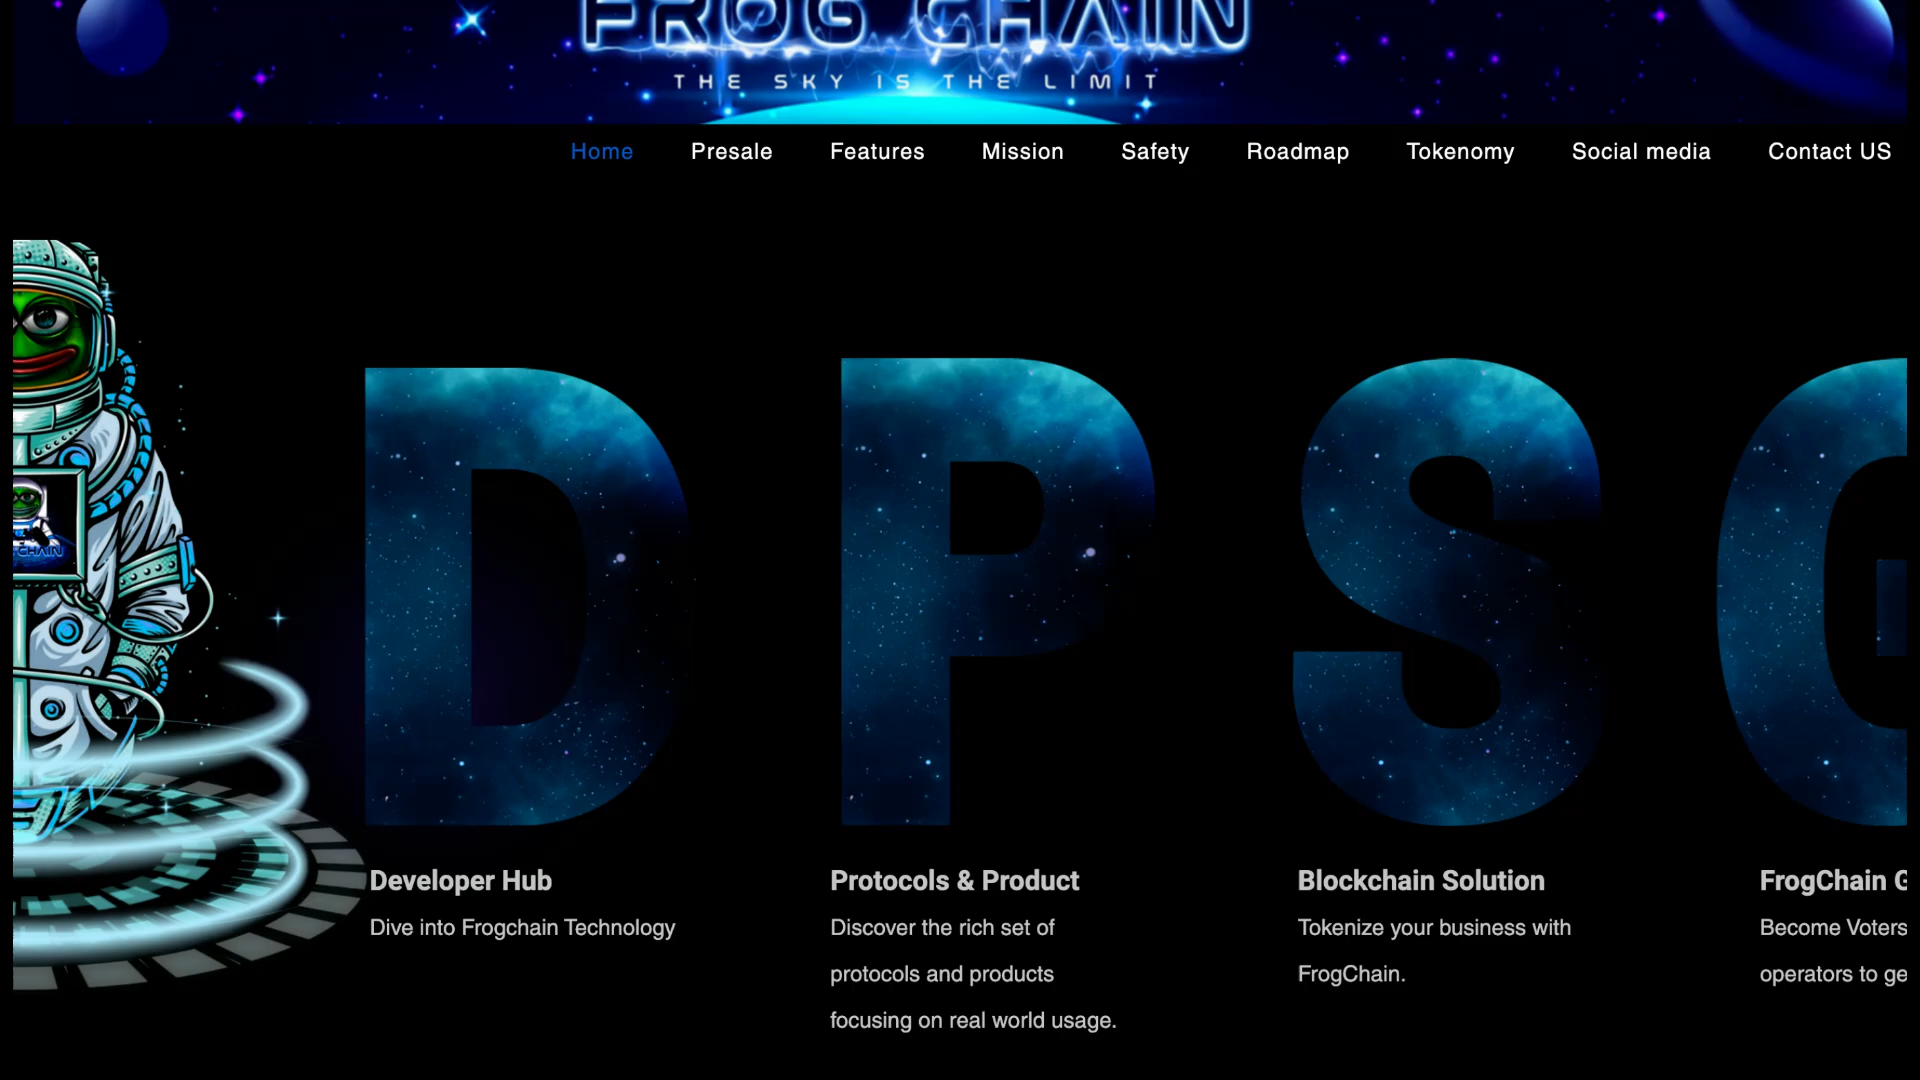 FROG CHAIN
THE SKY IS THE LIMIT
Home Presale Features Mission Safety Roadmap Tokenomy Social media Contact US
CHAIN
D P S G
Developer Hub
Dive into Frogchain Technology
Protocols & Product
Discover the rich set of
protocols and products
focusing on real world usage.
Blockchain Solution
Tokenize your business with
FrogChain.
FrogChain G
Become Voters
operators to ge